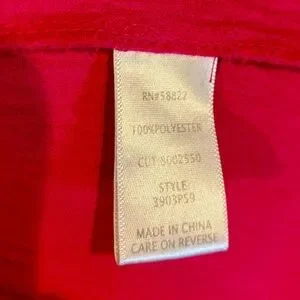 RN#58822
100%POLYESTER
CUT 8002550
STYLE
3903PS9
MADE IN CHINA
CARE ON REVERSE